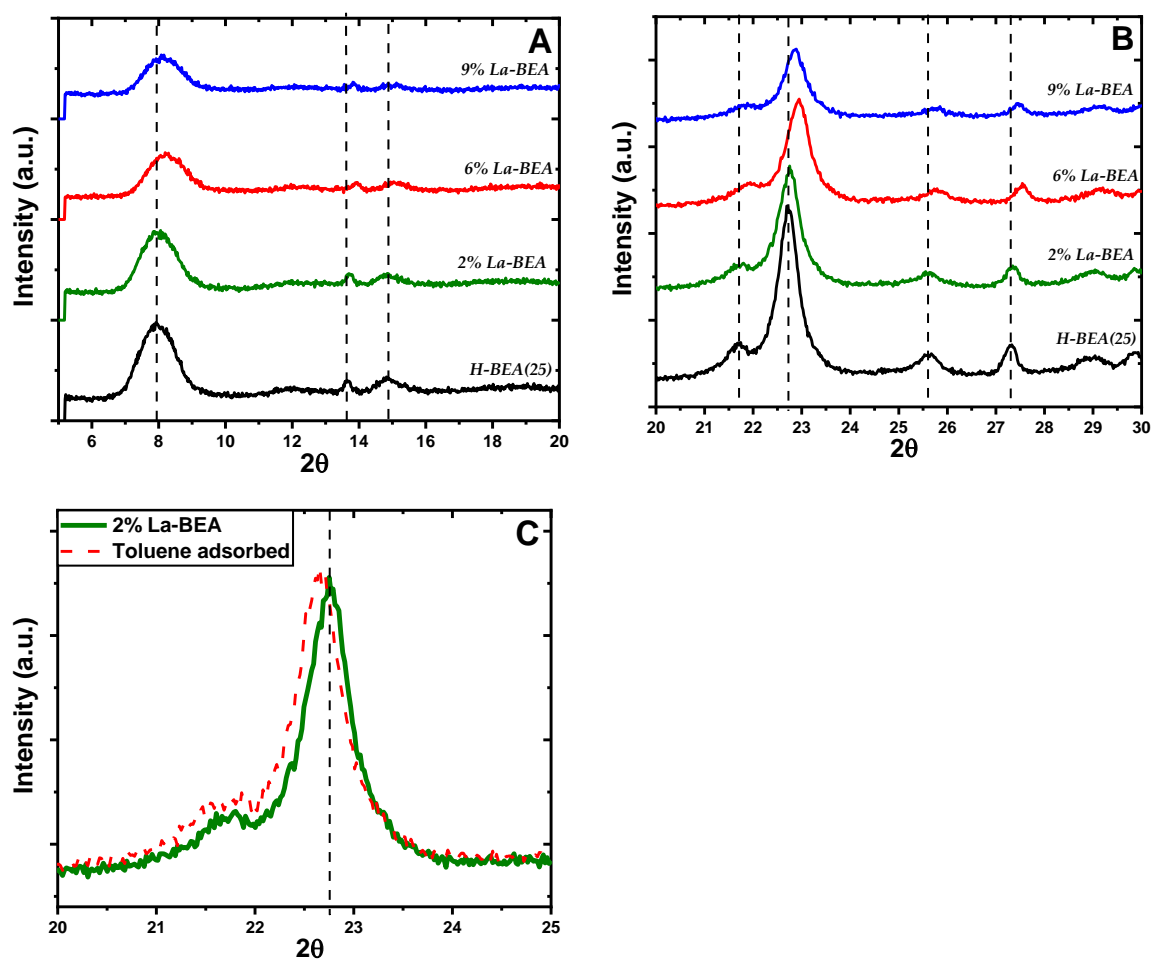 A
9% La-BEA
6% La-BEA
2% La-BEA
H-BEA(25)
Intensity (a.u.)
6 8 10 12 14 16 18 20
2θ
B
9% La-BEA
6% La-BEA
2% La-BEA
H-BEA(25)
Intensity (a.u.)
20 21 22 23 24 25 26 27 28 29 30
2θ
C
2% La-BEA
Toluene adsorbed
Intensity (a.u.)
20 21 22 23 24 25
2θ